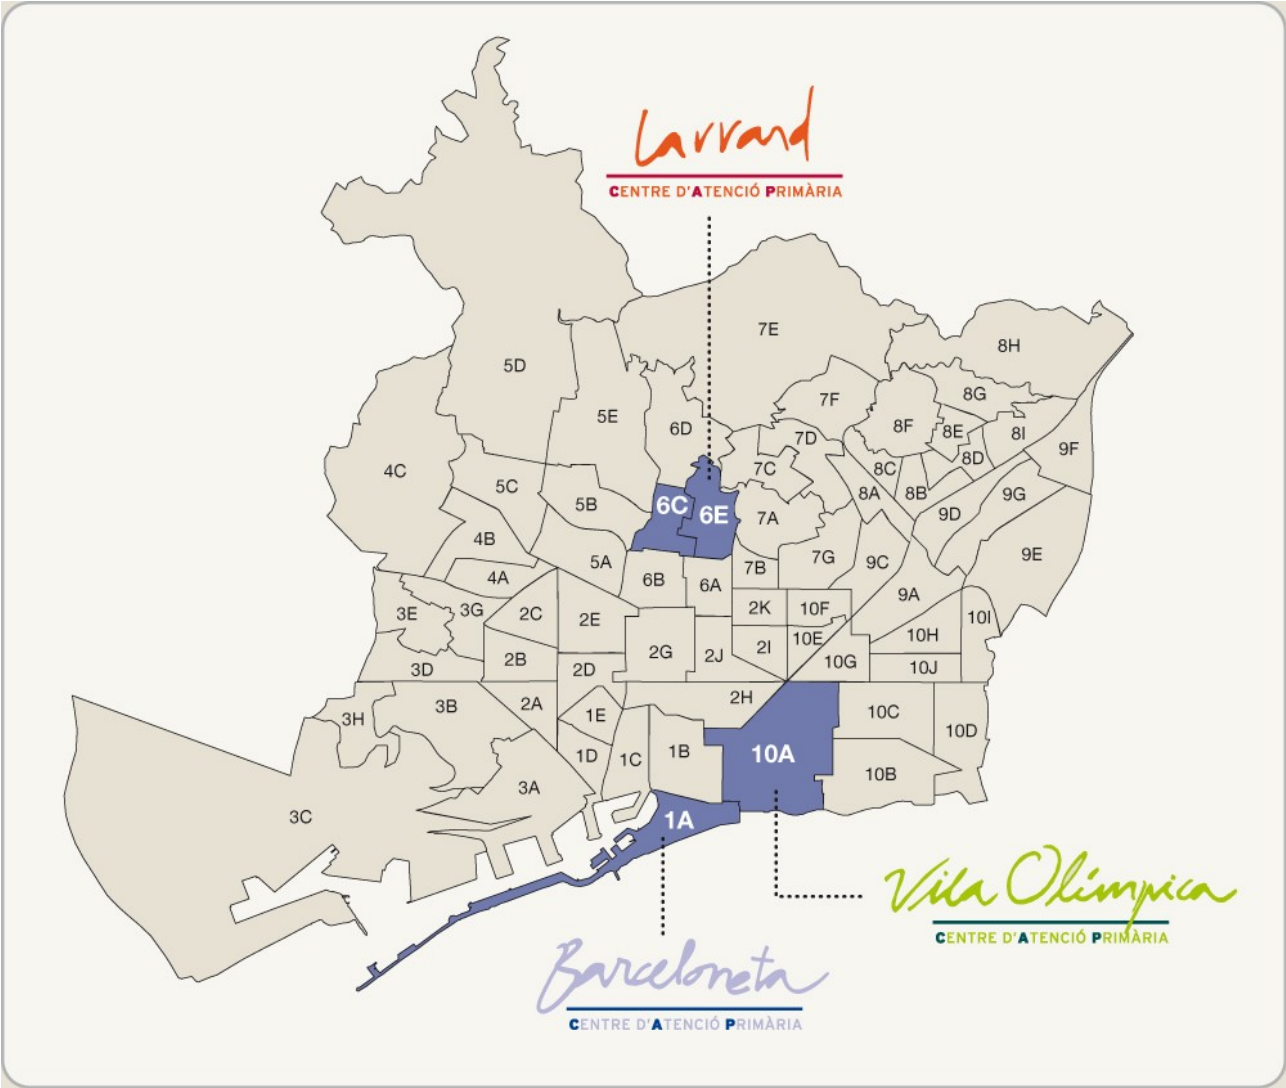 Larrard
CENTRE D'ATENCIÓ PRIMÀRIA
7E
8H
5D
8G
7F
5E
8F
6D
8E
8I
7D
9F
8D
7C
8C
4C
5C
8A
8B
9G
6C
5B
6E
9D
7A
4B
9E
7G
5A
9C
7B
4A
6B
6A
9A
3G
2C
2K
10F
3E
2E
10I
10H
10E
2I
2G
2J
2B
10G
10J
3D
2D
2H
2A
3B
10C
1E
3H
10D
1B
10A
1D
1C
10B
3A
3C
1A
Vila Olímpica
CENTRE D'ATENCIÓ PRIMÀRIA
Barceloneta
CENTRE D'ATENCIÓ PRIMÀRIA